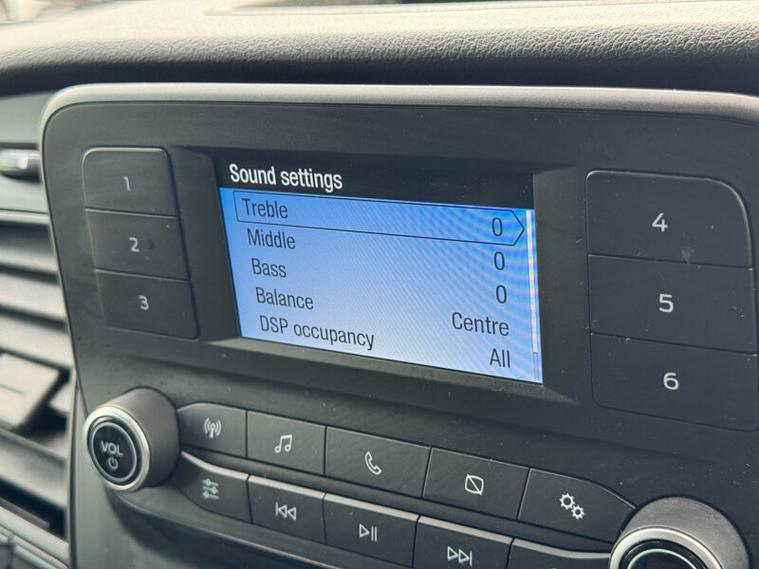 Sound settings
Treble 0
Middle 0
Bass 0
Balance Centre
DSP occupancy All
1
2
3
4
5
6
VOL